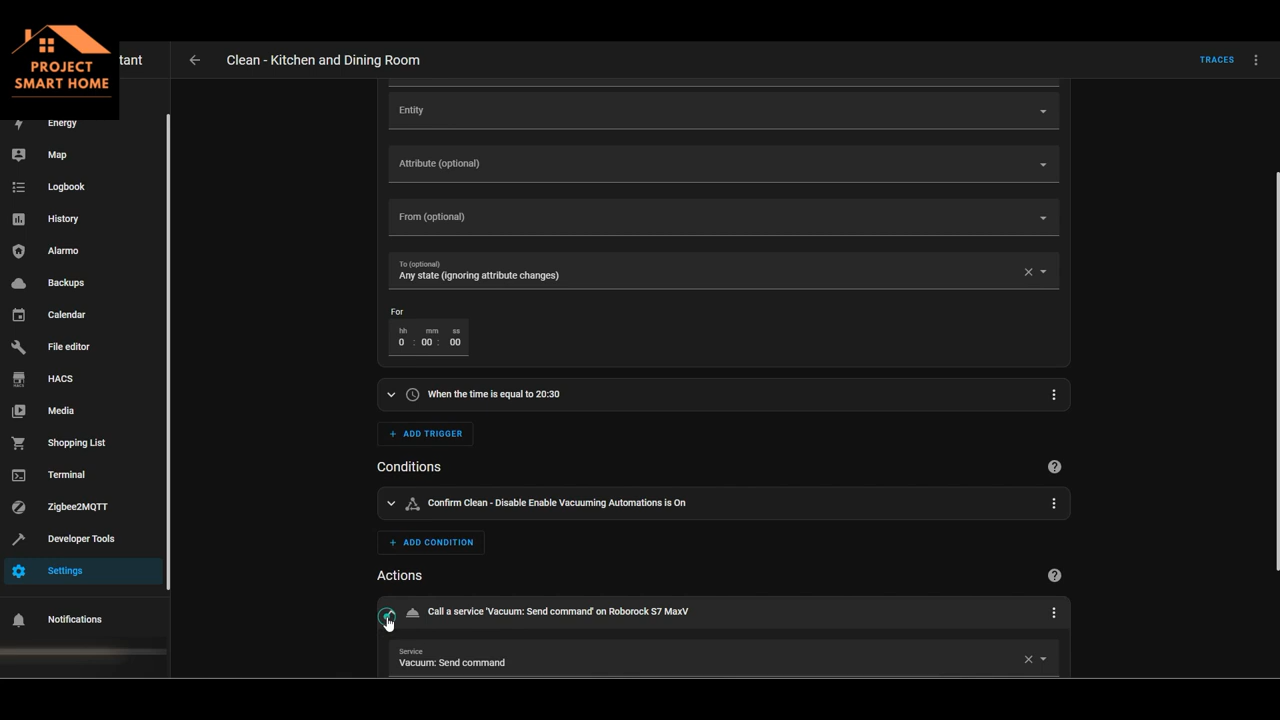 PROJECT
SMART HOME
tant
Clean - Kitchen and Dining Room
TRACES
Energy
Map
Logbook
History
Alarmo
Backups
Calendar
File editor
HACS
Media
Shopping List
Terminal
Zigbee2MQTT
Developer Tools
Settings
Notifications
Entity
Attribute (optional)
From (optional)
To (optional)
Any state (ignoring attribute changes)
For
hh mm ss
0 : 00 : 00
When the time is equal to 20:30
+ ADD TRIGGER
Conditions
Confirm Clean - Disable Enable Vacuuming Automations is On
+ ADD CONDITION
Actions
Call a service 'Vacuum: Send command' on Roborock S7 MaxV
Service
Vacuum: Send command